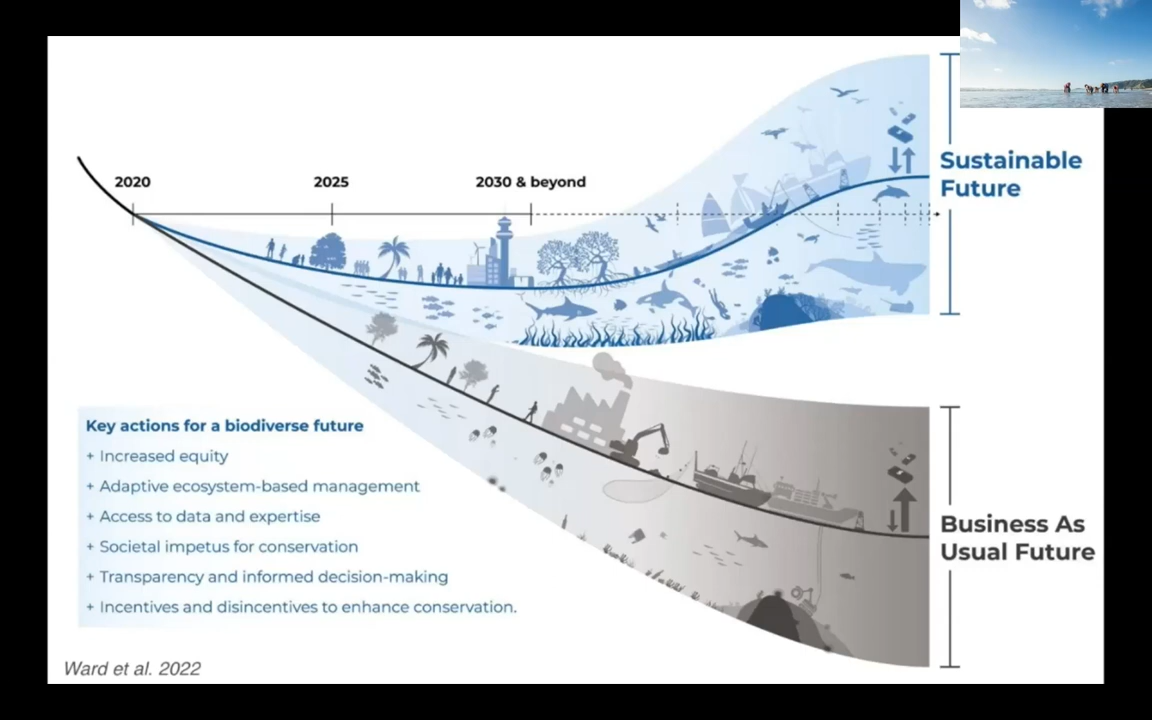 2020
2025
2030 & beyond
Sustainable
Future
Key actions for a biodiverse future
+ Increased equity
+ Adaptive ecosystem-based management
+ Access to data and expertise
+ Societal impetus for conservation
+ Transparency and informed decision-making
+ Incentives and disincentives to enhance conservation.
Business As
Usual Future
Ward et al. 2022